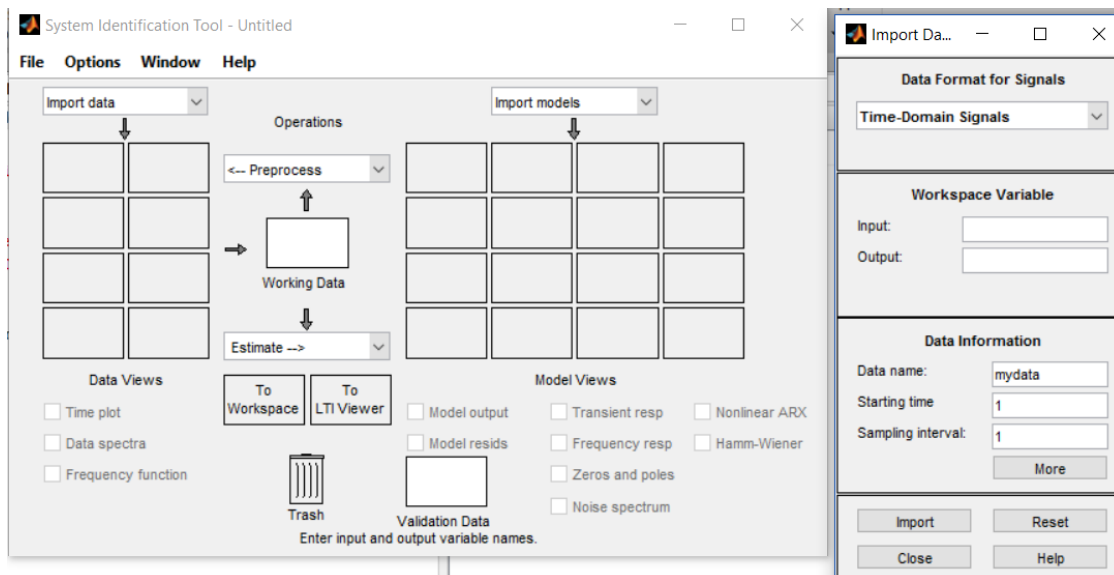 System Identification Tool - Untitled
File Options Window Help
Import data
Import models
Operations
<-- Preprocess
Working Data
Estimate -->
Data Views
Model Views
To
Workspace
To
LTI Viewer
Time plot
Data spectra
Frequency function
Model output
Transient resp
Nonlinear ARX
Model resids
Frequency resp
Hamm-Wiener
Zeros and poles
Noise spectrum
Trash
Validation Data
Enter input and output variable names.
Import Da...
Data Format for Signals
Time-Domain Signals
Workspace Variable
Input:
Output:
Data Information
Data name: mydata
Starting time 1
Sampling interval: 1
More
Import Reset
Close Help